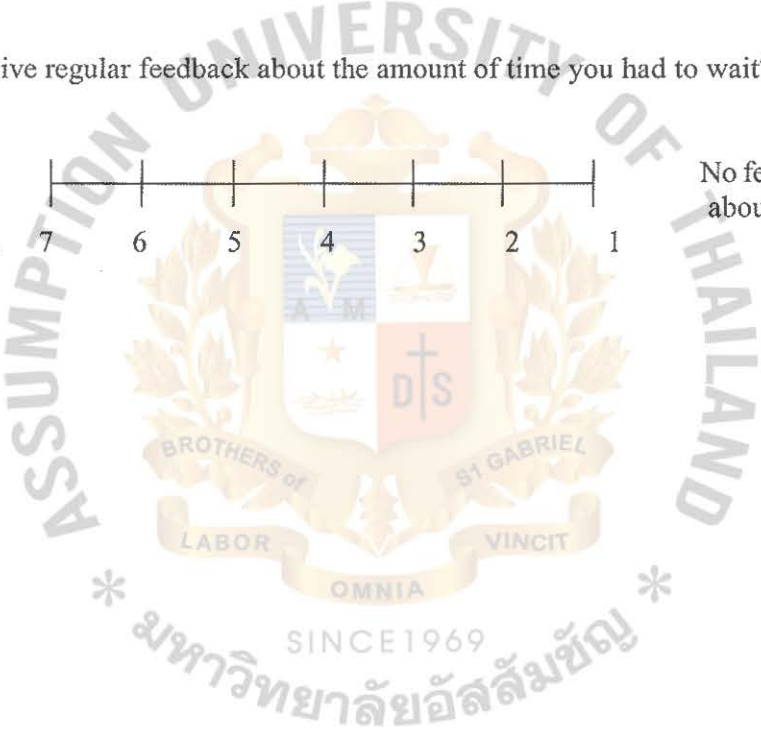 ive regular feedback about the amount of time you had to wait
No fe
7 6 5 4 3 2 1
abou
ASSUMPTION UNIVERSITY OF THAILAND
A M
D S
BROTHERS of ST GABRIEL
LABOR OMNIA VINCIT
SINCE1969
มหาวิทยาลัยอัสสัมชัญ